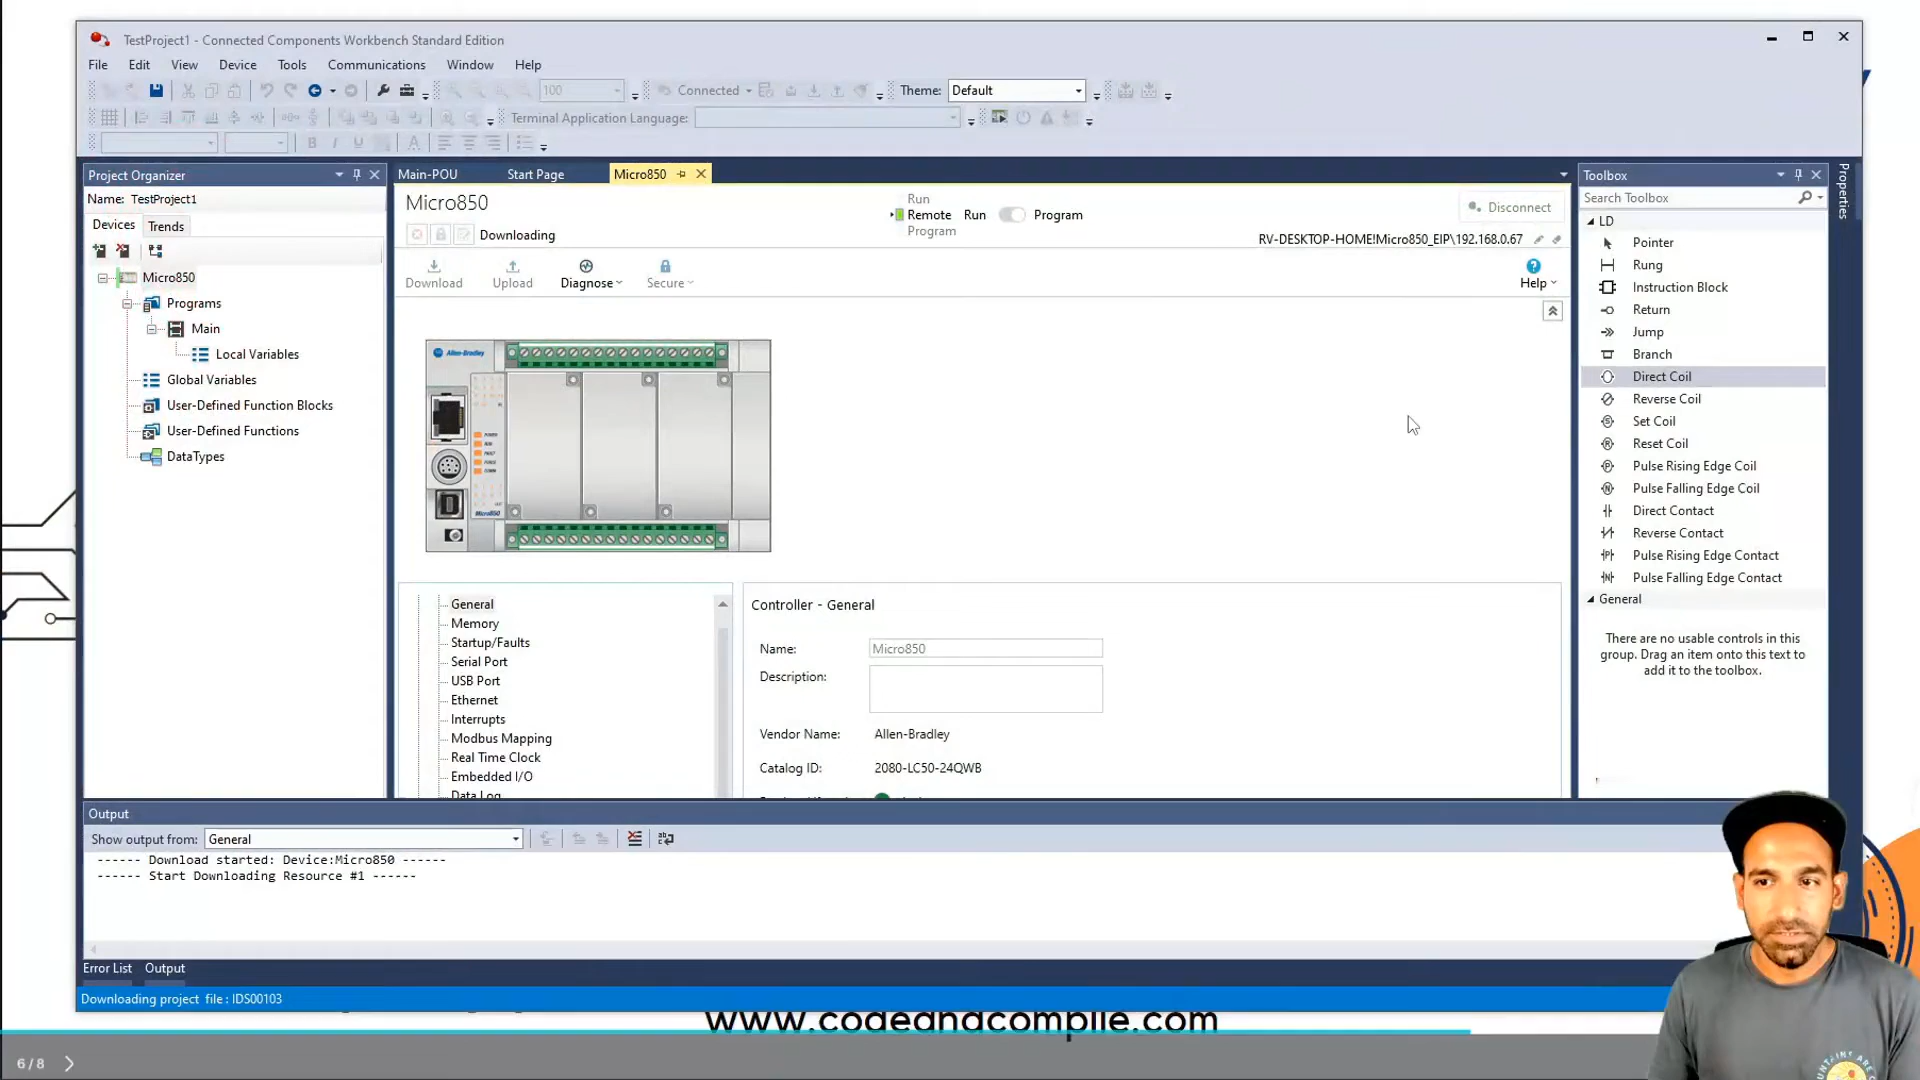 TestProject1 - Connected Components Workbench Standard Edition
File Edit View Device Tools Communications Window Help
100 Connected Theme: Default
Terminal Application Language:
Project Organizer
Name: TestProject1
Devices Trends
Micro850
Programs
Main
Local Variables
Global Variables
User-Defined Function Blocks
User-Defined Functions
DataTypes
Main-POU Start Page Micro850
Micro850
Downloading
Run
Remote Run Program
Program
Disconnect
RV-DESKTOP-HOME!Micro850_EIP\192.168.0.67
Download Upload Diagnose Secure Help
Allen-Bradley
Micro850
General
Memory
Startup/Faults
Serial Port
USB Port
Ethernet
Interrupts
Modbus Mapping
Real Time Clock
Embedded I/O
Data Log
Controller - General
Name: Micro850
Description:
Vendor Name: Allen-Bradley
Catalog ID: 2080-LC50-24QWB
Toolbox
Search Toolbox
LD
Pointer
Rung
Instruction Block
Return
Jump
Branch
Direct Coil
Reverse Coil
Set Coil
Reset Coil
Pulse Rising Edge Coil
Pulse Falling Edge Coil
Direct Contact
Reverse Contact
Pulse Rising Edge Contact
Pulse Falling Edge Contact
General
There are no usable controls in this
group. Drag an item onto this text to
add it to the toolbox.
Properties
Output
Show output from: General
------ Download started: Device:Micro850 ------
------ Start Downloading Resource #1 ------
Error List Output
Downloading project file : IDS00103
www.codeandcompile.com
6 / 8